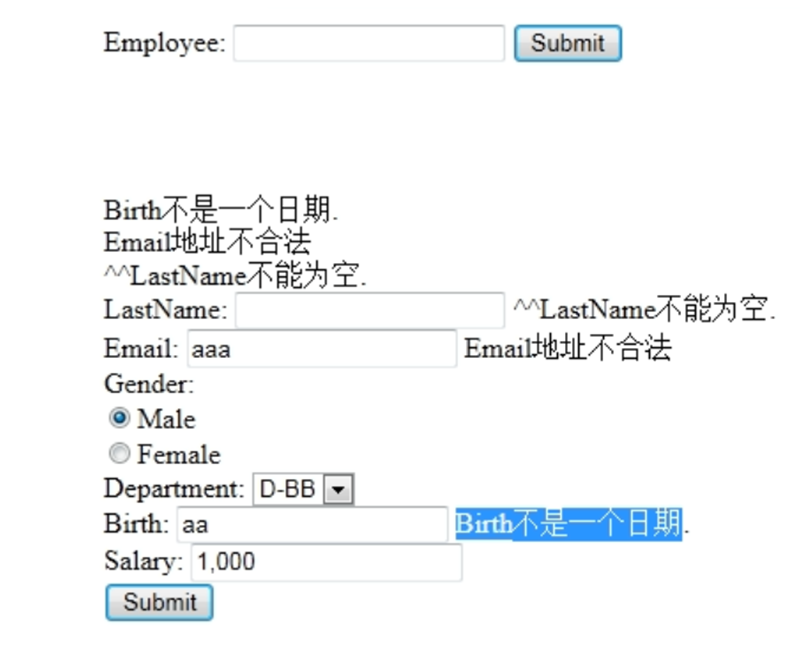 Employee: Submit
Birth不是一个日期.
Email地址不合法
^^LastName不能为空.
LastName: ^^LastName不能为空.
Email: aaa Email地址不合法
Gender:
Male
Female
Department: D-BB
Birth: aa Birth不是一个日期.
Salary: 1,000
Submit